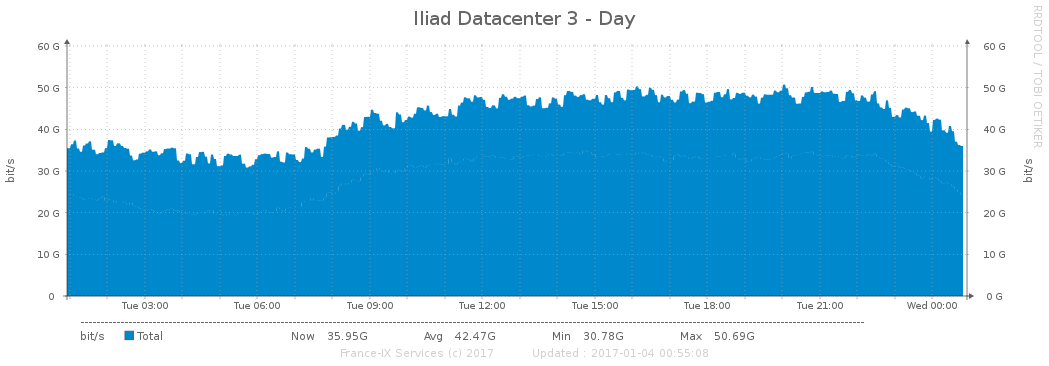 Iliad Datacenter 3 - Day
RRDTOOL / TOBI OETIKER
60 G 60 G
50 G 50 G
40 G 40 G
30 G 30 G
20 G 20 G
10 G 10 G
0 0 G
bit/s bit/s
Tue 03:00 Tue 06:00 Tue 09:00 Tue 12:00 Tue 15:00 Tue 18:00 Tue 21:00 Wed 00:00
bit/s Total Now 35.95G Avg 42.47G Min 30.78G Max 50.69G
France-IX Services (c) 2017 Updated : 2017-01-04 00:55:08